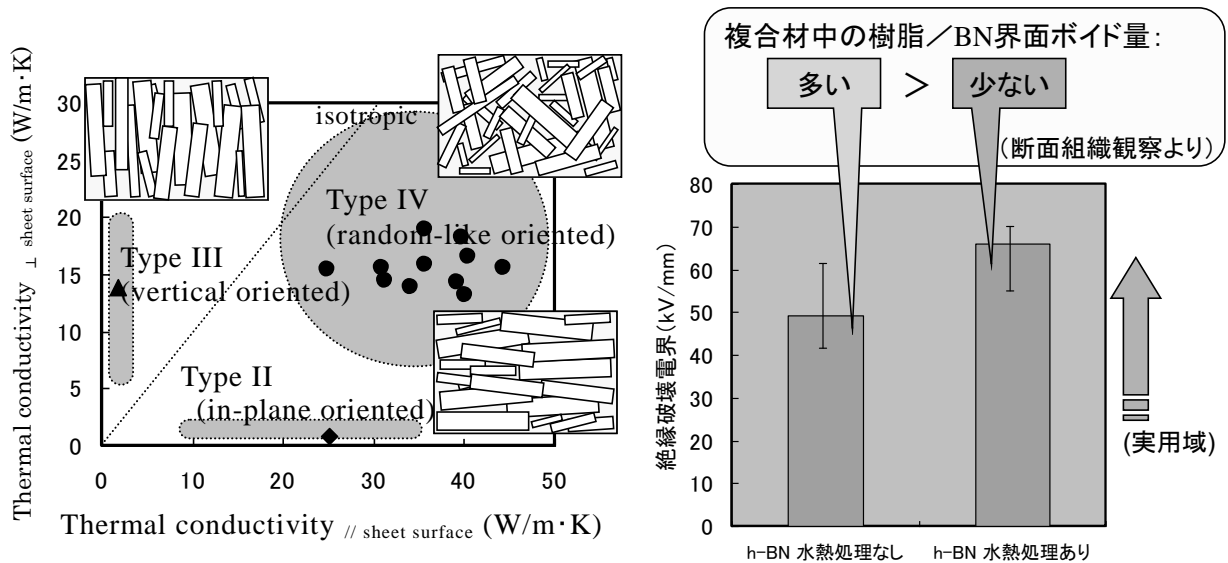 Thermal conductivity ⊥ sheet surface (W/m·K)
30
25
20
15
10
5
0
isotropic
Type IV
(random-like oriented)
Type III
(vertical oriented)
Type II
(in-plane oriented)
0 10 20 30 40 50
Thermal conductivity // sheet surface (W/m·K)
複合材中の樹脂／BN界面ボイド量：
多い > 少ない
(断面組織観察より)
絶縁破壊電界(kV/mm)
80
70
60
50
40
30
20
10
0
(実用域)
h-BN 水熱処理なし h-BN 水熱処理あり